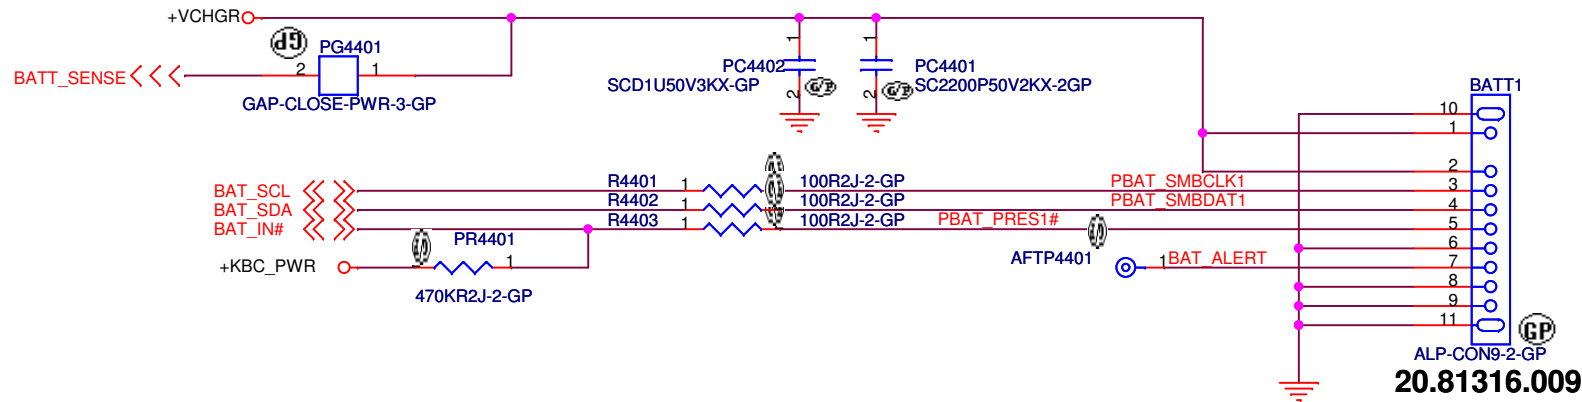 +VCHGR
GP
PG4401
BATT_SENSE
2
1
GAP-CLOSE-PWR-3-GP
1
PC4402
SCD1U50V3KX-GP
2
G/P
1
PC4401
SC2200P50V2KX-2GP
2
G/P
BATT1
10
1
2
3
4
5
6
7
8
9
11
BAT_SCL
R4401
1
100R2J-2-GP
PBAT_SMBCLK1
BAT_SDA
R4402
1
100R2J-2-GP
PBAT_SMBDAT1
BAT_IN#
R4403
1
100R2J-2-GP
PBAT_PRES1#
PR4401
+KBC_PWR
1
470KR2J-2-GP
AFTP4401
1
BAT_ALERT
GP
ALP-CON9-2-GP
20.81316.009